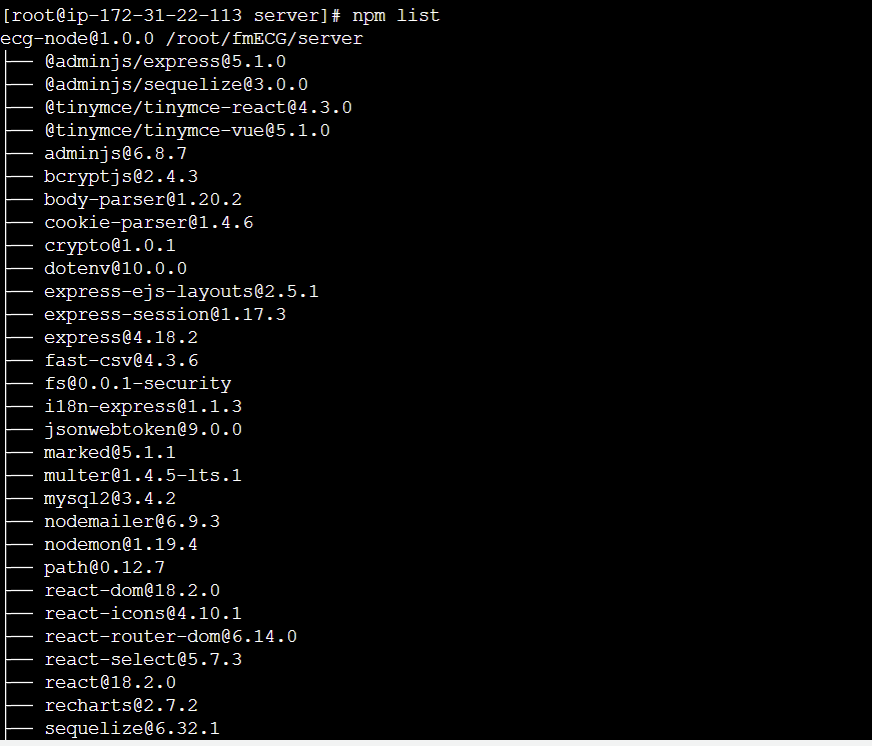 [root@ip-172-31-22-113 server]# npm list
ecg-node@1.0.0 /root/fmECG/server
├── @adminjs/express@5.1.0
├── @adminjs/sequelize@3.0.0
├── @tinymce/tinymce-react@4.3.0
├── @tinymce/tinymce-vue@5.1.0
├── adminjs@6.8.7
├── bcryptjs@2.4.3
├── body-parser@1.20.2
├── cookie-parser@1.4.6
├── crypto@1.0.1
├── dotenv@10.0.0
├── express-ejs-layouts@2.5.1
├── express-session@1.17.3
├── express@4.18.2
├── fast-csv@4.3.6
├── fs@0.0.1-security
├── i18n-express@1.1.3
├── jsonwebtoken@9.0.0
├── marked@5.1.1
├── multer@1.4.5-lts.1
├── mysql2@3.4.2
├── nodemailer@6.9.3
├── nodemon@1.19.4
├── path@0.12.7
├── react-dom@18.2.0
├── react-icons@4.10.1
├── react-router-dom@6.14.0
├── react-select@5.7.3
├── react@18.2.0
├── recharts@2.7.2
├── sequelize@6.32.1